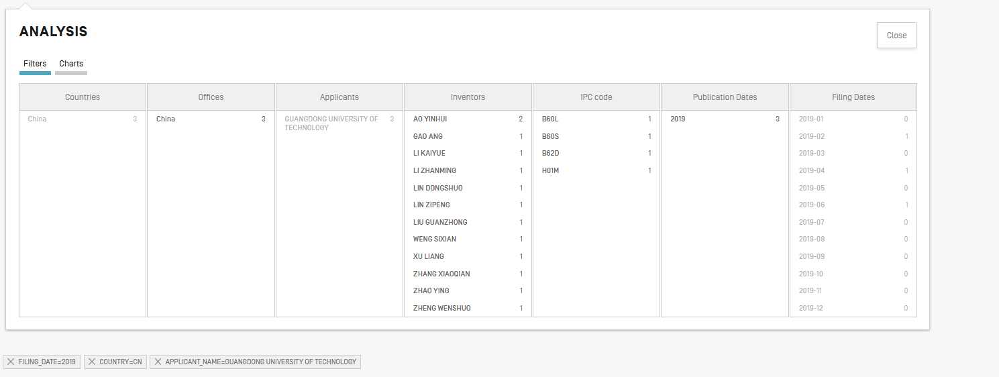 ANALYSIS
Close
Filters Charts
Countries Offices Applicants Inventors IPC code Publication Dates Filing Dates
China 3
China 3
GUANGDONG UNIVERSITY OF TECHNOLOGY 3
AO YINHUI 2
GAO ANG 1
LI KAIYUE 1
LI ZHANMING 1
LIN DONGSHUO 1
LIN ZIPENG 1
LIU GUANZHONG 1
WENG SIXIAN 1
XU LIANG 1
ZHANG XIAOQIAN 1
ZHAO YING 1
ZHENG WENSHUO 1
B60L 1
B60S 1
B62D 1
H01M 1
2019 3
2019-01 0
2019-02 1
2019-03 0
2019-04 1
2019-05 0
2019-06 1
2019-07 0
2019-08 0
2019-09 0
2019-10 0
2019-11 0
2019-12 0
FILING_DATE=2019 COUNTRY=CN APPLICANT_NAME=GUANGDONG UNIVERSITY OF TECHNOLOGY